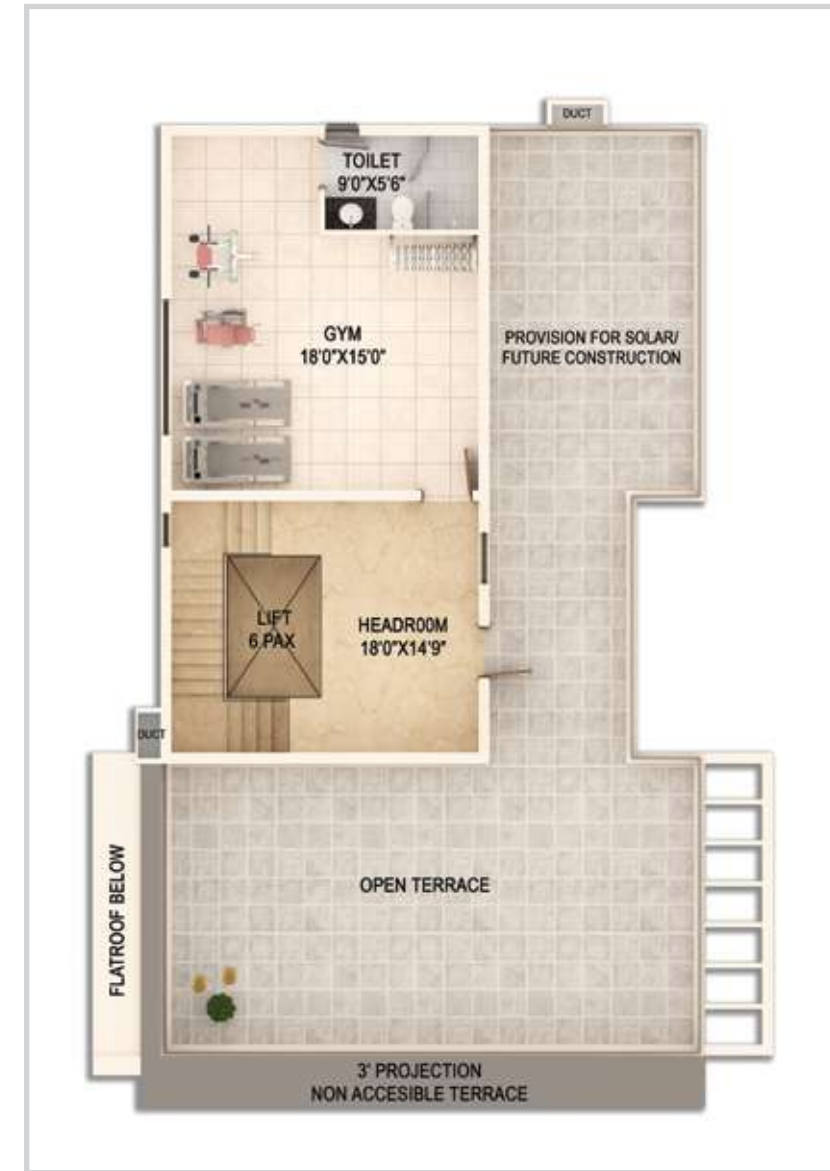 DUCT
TOILET
9'0"X5'6"
GYM
18'0"X15'0"
PROVISION FOR SOLAR/
FUTURE CONSTRUCTION
LIFT
6 PAX
HEADROOM
18'0"X14'9"
DUCT
FLATROOF BELOW
OPEN TERRACE
3' PROJECTION
NON ACCESIBLE TERRACE